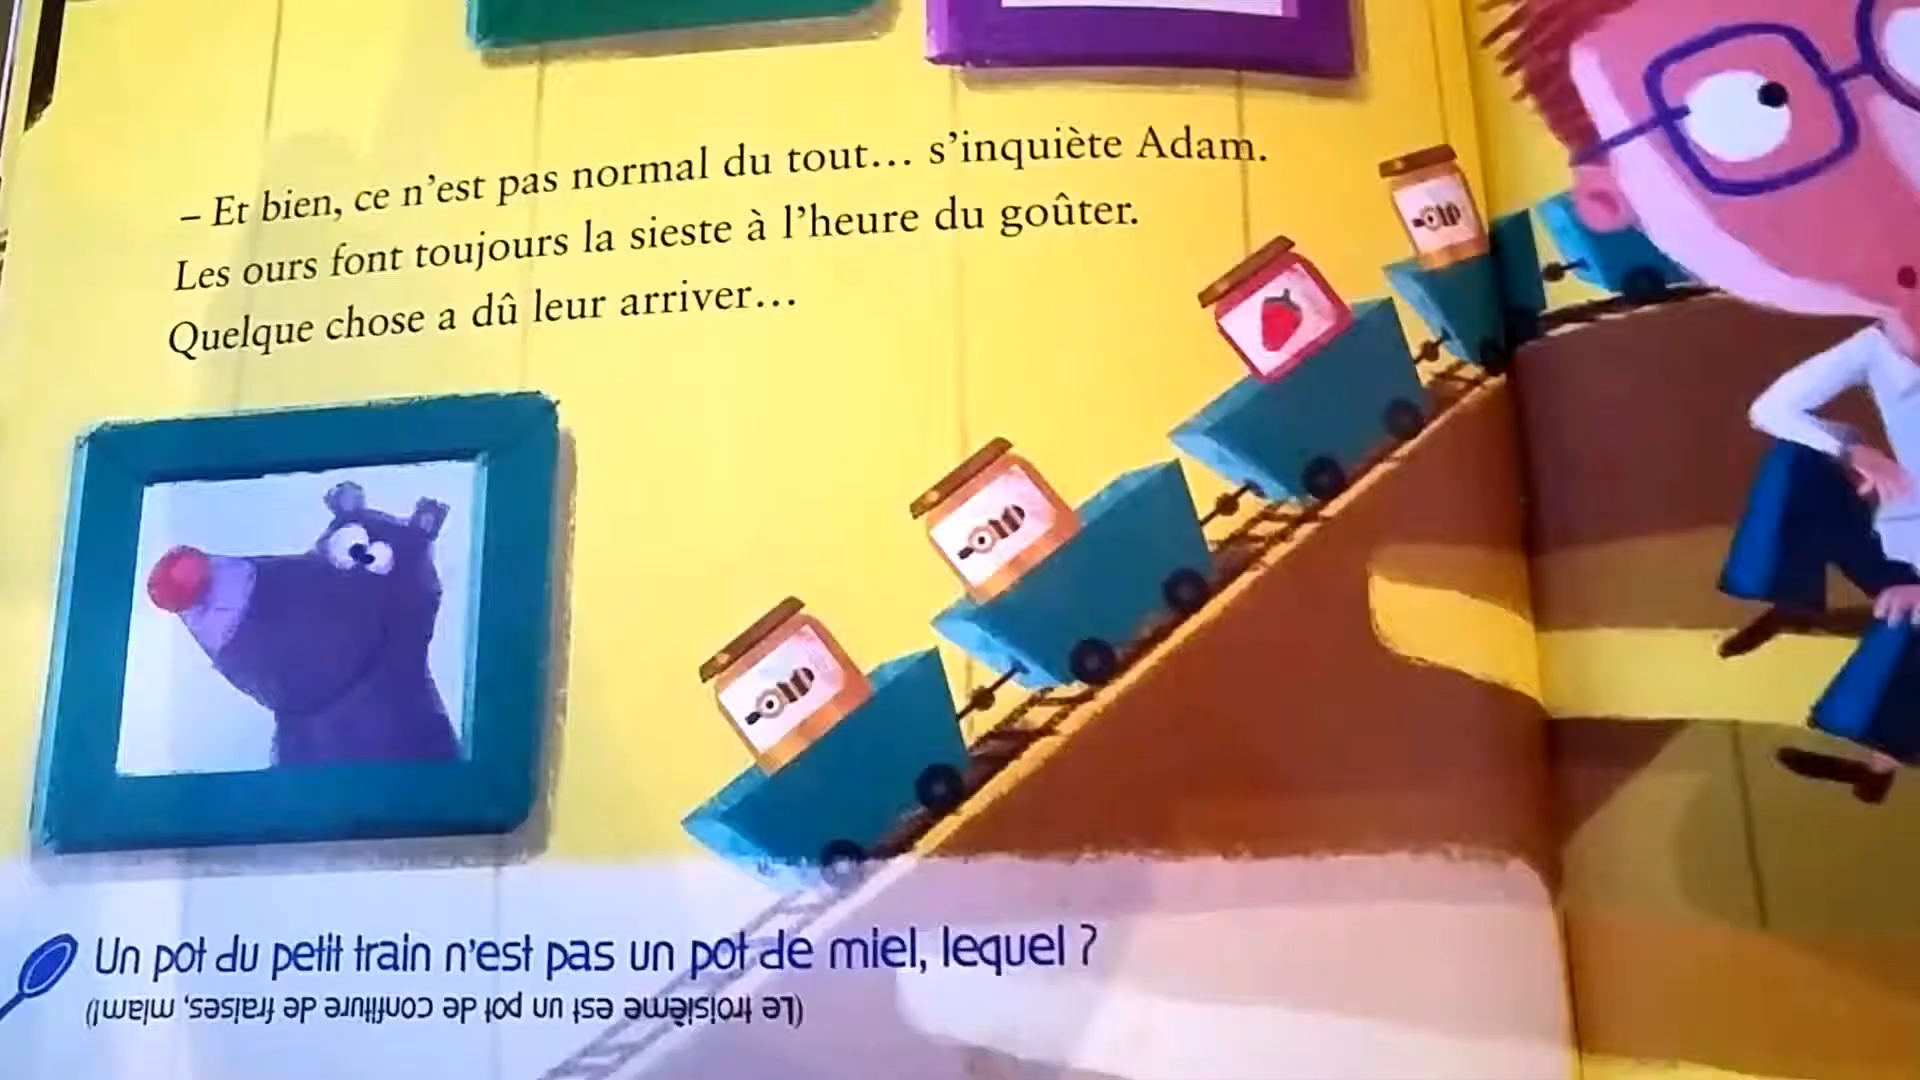 – Et bien, ce n'est pas normal du tout... s'inquiète Adam.
Les ours font toujours la sieste à l'heure du goûter.
Quelque chose a dû leur arriver...
Un pot du petit train n'est pas un pot de miel, lequel ?
(Le troisième est un pot de confiture de fraises, miam!)